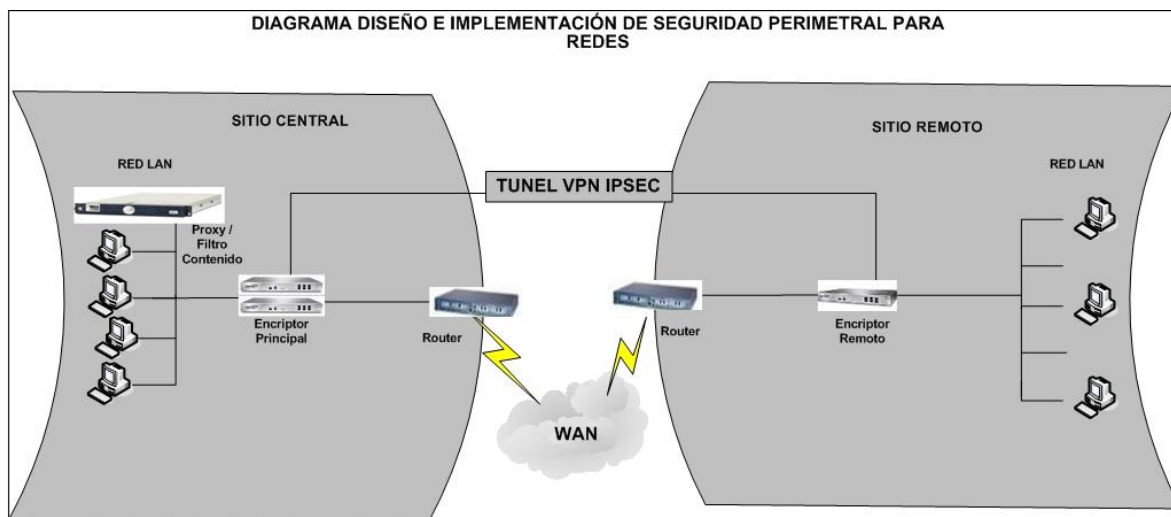 DIAGRAMA DISEÑO E IMPLEMENTACIÓN DE SEGURIDAD PERIMETRAL PARA
REDES
SITIO CENTRAL
RED LAN
Proxy /
Filtro
Contenido
Encriptor
Principal
Router
TUNEL VPN IPSEC
WAN
SITIO REMOTO
RED LAN
Router
Encriptor
Remoto